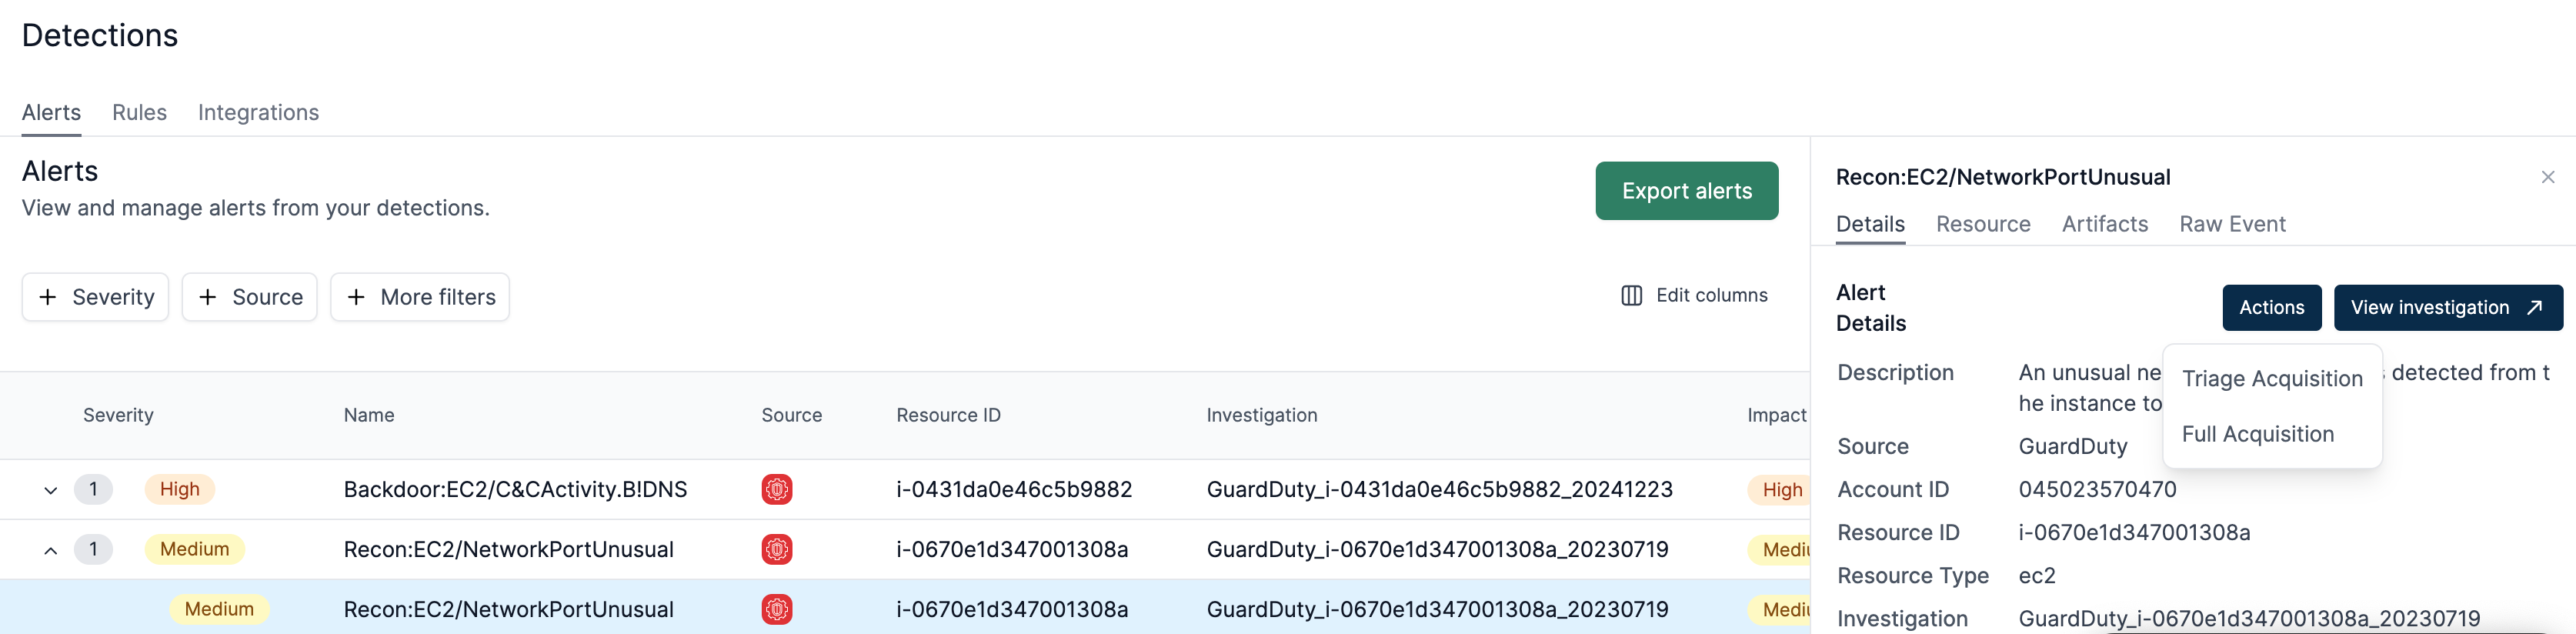 Detections
Alerts Rules Integrations
Alerts
View and manage alerts from your detections.
Export alerts
Severity Source More filters
Edit columns
Severity Name Source Resource ID Investigation Impact
1 High Backdoor:EC2/C&CActivity.B!DNS i-0431da0e46c5b9882 GuardDuty_i-0431da0e46c5b9882_20241223 High
1 Medium Recon:EC2/NetworkPortUnusual i-0670e1d347001308a GuardDuty_i-0670e1d347001308a_20230719 Mediu
Medium Recon:EC2/NetworkPortUnusual i-0670e1d347001308a GuardDuty_i-0670e1d347001308a_20230719 Mediu
Recon:EC2/NetworkPortUnusual
Details Resource Artifacts Raw Event
Alert
Details
Actions View investigation
Triage Acquisition
Full Acquisition
Description An unusual ne detected from t
he instance to
Source GuardDuty
Account ID 045023570470
Resource ID i-0670e1d347001308a
Resource Type ec2
Investigation GuardDuty_i-0670e1d347001308a_20230719